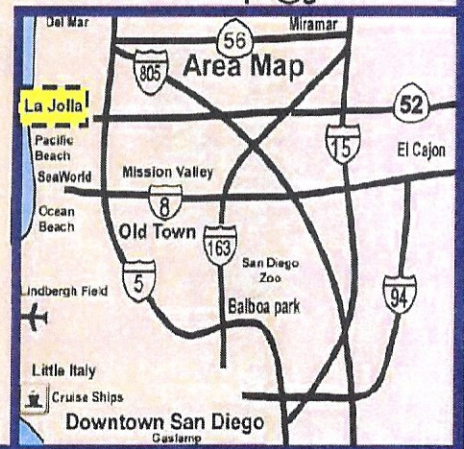 Del Mar
Miramar
56
805
Area Map
La Jolla
52
Pacific
Beach
15
El Cajon
SeaWorld
Mission Valley
8
Ocean
Beach
Old Town
163
San Diego
Zoo
5
94
Lindbergh Field
Balboa park
Little Italy
Cruise Ships
Downtown San Diego
Gaslamp